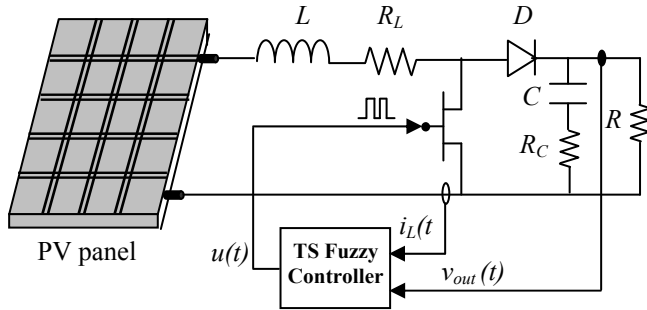 L
R_L
D
C
R
R_C
i_L(t
PV panel
u(t)
TS Fuzzy
Controller
v_out (t)